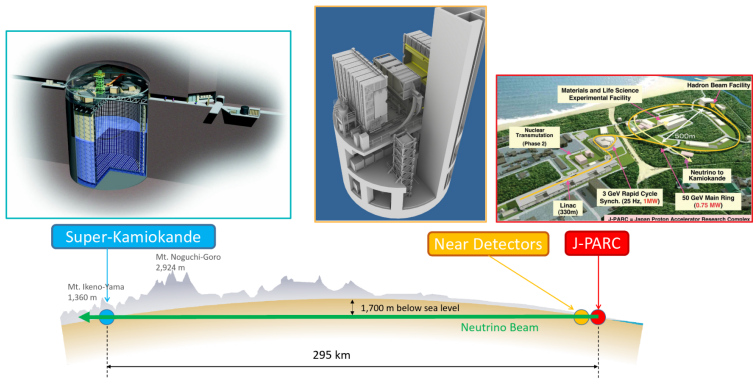 Materials and Life Science
Experimental Facility
Hadron Beam Facility
Nuclear
Transmutation
(Phase 2)
500m
Neutrino to
Kamiokande
Linac
(330m)
3 GeV Rapid Cycle
Synch. (25 Hz, 1MW)
50 GeV Main Ring
(0.75 MW)
J-PARC = Japan Proton Accelerator Research Complex
Super-Kamiokande
Near Detectors
J-PARC
Mt. Noguchi-Goro
2,924 m
Mt. Ikeno-Yama
1,360 m
1,700 m below sea level
Neutrino Beam
295 km